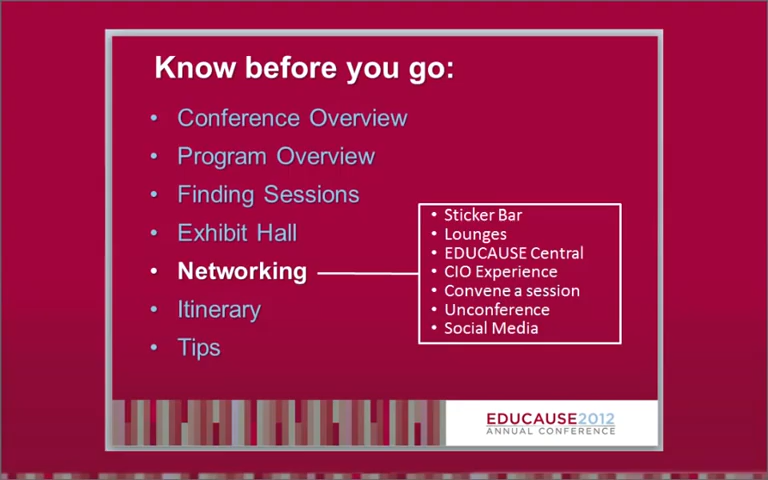 Know before you go:
• Conference Overview
• Program Overview
• Finding Sessions
• Exhibit Hall
• Networking
• Itinerary
• Tips
• Sticker Bar
• Lounges
• EDUCAUSE Central
• CIO Experience
• Convene a session
• Unconference
• Social Media
EDUCAUSE2012
ANNUAL CONFERENCE